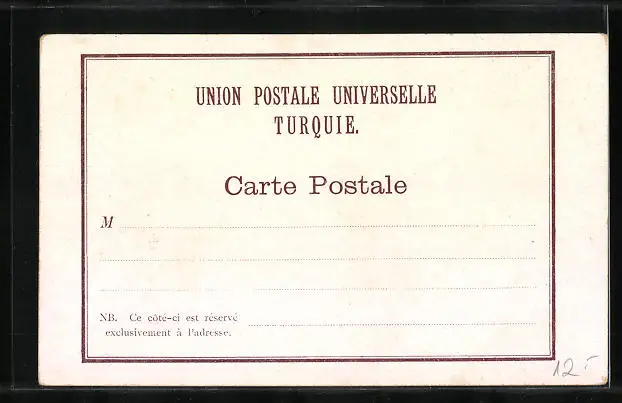 UNION POSTALE UNIVERSELLE
TURQUIE.
Carte Postale
M
NB. Ce côté-ci est réservé
exclusivement à l'adresse.
12.-